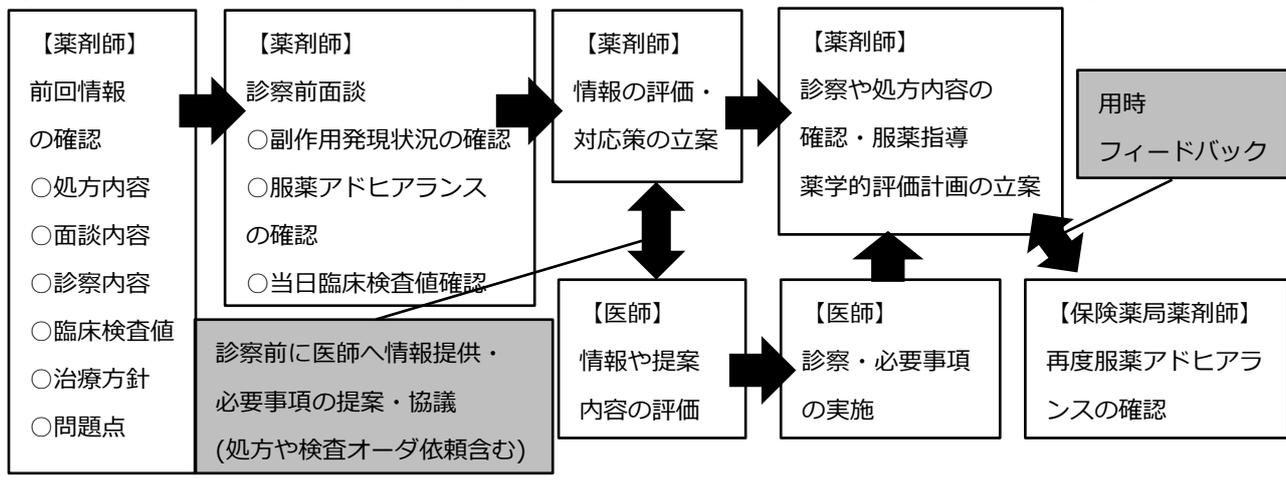 【薬剤師】
前回情報
の確認
○処方内容
○面談内容
○診察内容
○臨床検査値
○治療方針
○問題点
【薬剤師】
診察前面談
○副作用発現状況の確認
○服薬アドヒアランス
の確認
○当日臨床検査値確認
【薬剤師】
情報の評価・
対応策の立案
【薬剤師】
診察や処方内容の
確認・服薬指導
薬学的評価計画の立案
用時
フィードバック
診察前に医師へ情報提供・
必要事項の提案・協議
(処方や検査オーダ依頼含む)
【医師】
情報や提案
内容の評価
【医師】
診察・必要事項
の実施
【保険薬局薬剤師】
再度服薬アドヒアラ
ンスの確認